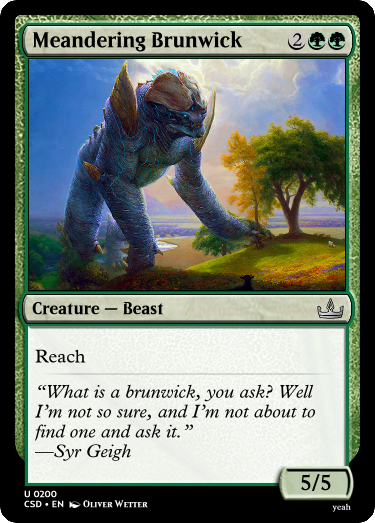 Meandering Brunwick 2
Creature — Beast
Reach
“What is a brunwick, you ask? Well
I’m not so sure, and I’m not about to
find one and ask it.”
—Syr Geigh
5/5
U 0200
CSD • EN Oliver Wetter
yeah